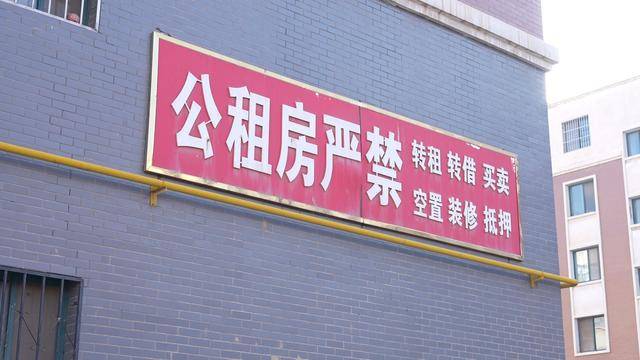 公租房严禁
转租 转借 买卖
空置 装修 抵押